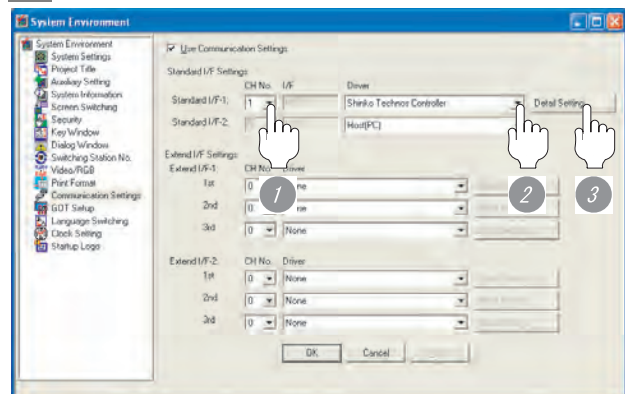 System Environment
System Environment
System Settings
Project Title
Auxiliary Setting
System Information
Screen Switching
Security
Key Window
Dialog Window
Switching Station No.
Video/RGB
Print Format
Communication Settings
GOT Setup
Language Switching
Clock Setting
Startup Logo
Use Communication Settings
Standard I/F Settings
CH No. I/F Driver
Standard I/F-1: 1 Shinko Technos Controller Detail Setting
Standard I/F-2: Host(PC)
Extend I/F Settings
Extend I/F-1: CH No. Driver
1st 0
2nd 0
3rd 0 None
1 2 3
Extend I/F-2: CH No. Driver
1st 0 None
2nd 0 None
3rd 0 None
OK Cancel